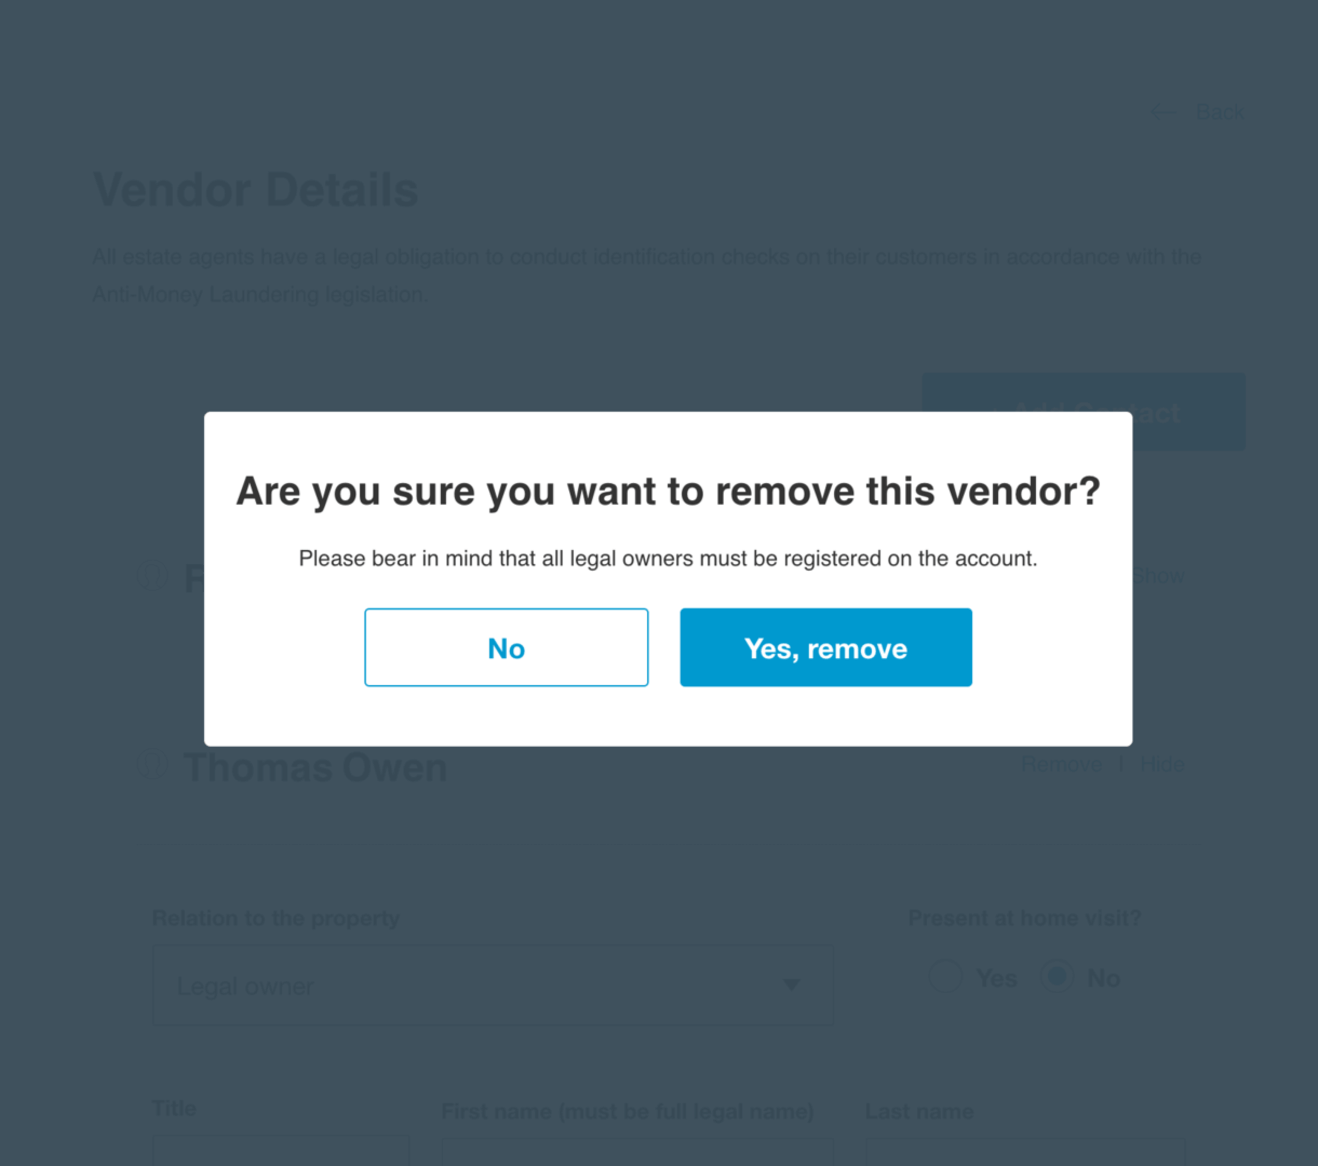 Back
Vendor Details
All estate agents have a legal obligation to conduct identification checks on their customers in accordance with the
Anti-Money Laundering legislation.
Are you sure you want to remove this vendor?
Please bear in mind that all legal owners must be registered on the account.
Show
No
Yes, remove
Thomas Owen
Remove | Hide
Relation to the property
Present at home visit?
Legal owner
Yes
No
Title
First name (must be full legal name)
Last name